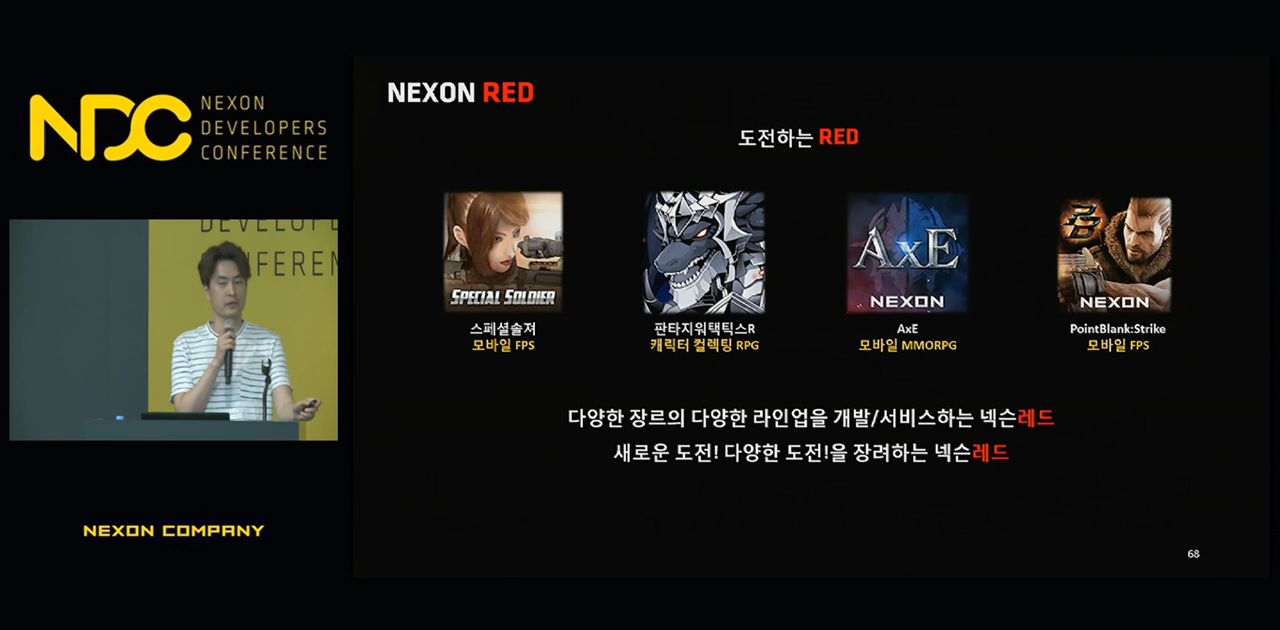 NDC
NEXON
DEVELOPERS
CONFERENCE
DEVELOPE
NFEREN
NEXON COMPANY
NEXON RED
도전하는 RED
SPECIAL SOLDIER
스페셜솔져
모바일 FPS
판타지워택틱스R
캐릭터 컬렉팅 RPG
AxE
NEXON
AxE
모바일 MMORPG
PB
NEXON
PointBlank:Strike
모바일 FPS
다양한 장르의 다양한 라인업을 개발/서비스하는 넥슨레드
새로운 도전! 다양한 도전!을 장려하는 넥슨레드
68